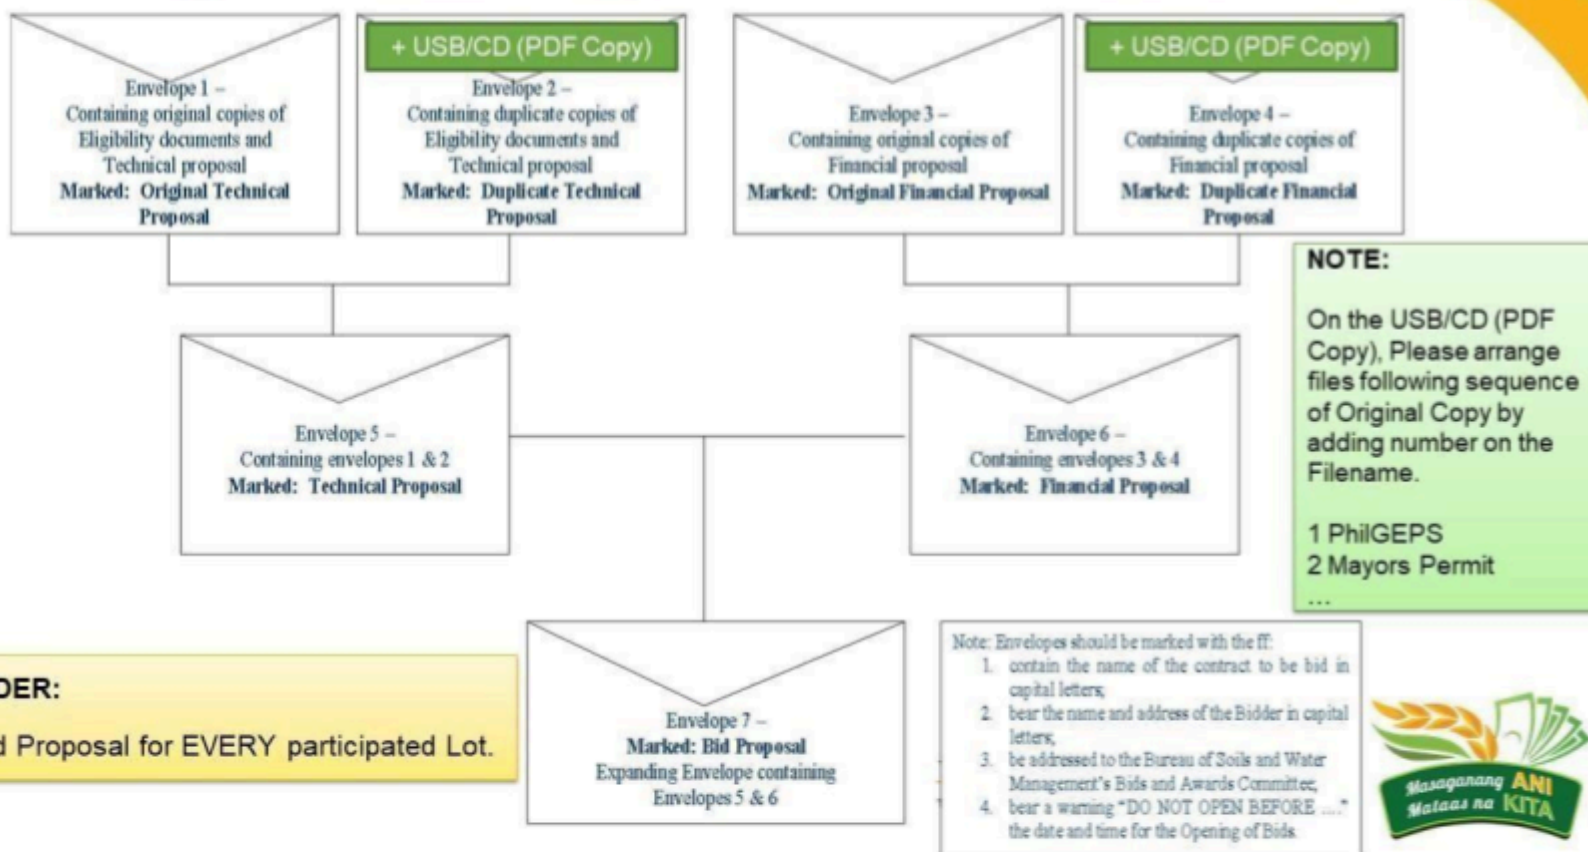 + USB/CD (PDF Copy)
+ USB/CD (PDF Copy)
Envelope 1 –
Containing original copies of
Eligibility documents and
Technical proposal
Marked: Original Technical
Proposal
Envelope 2 –
Containing duplicate copies of
Eligibility documents and
Technical proposal
Marked: Duplicate Technical
Proposal
Envelope 3 –
Containing original copies of
Financial proposal
Marked: Original Financial Proposal
Envelope 4 –
Containing duplicate copies of
Financial proposal
Marked: Duplicate Financial
Proposal
NOTE:
On the USB/CD (PDF
Copy), Please arrange
files following sequence
of Original Copy by
adding number on the
Filename.
1 PhilGEPS
2 Mayors Permit
...
Envelope 5 –
Containing envelopes 1 & 2
Marked: Technical Proposal
Envelope 6 –
Containing envelopes 3 & 4
Marked: Financial Proposal
DER:
d Proposal for EVERY participated Lot.
Envelope 7 –
Marked: Bid Proposal
Expanding Envelope containing
Envelopes 5 & 6
Note: Envelopes should be marked with the ff:
1. contain the name of the contract to be bid in
capital letters;
2. bear the name and address of the Bidder in capital
letters;
3. be addressed to the Bureau of Soils and Water
Management's Bids and Awards Committee;
4. bear a warning "DO NOT OPEN BEFORE ...."
the date and time for the Opening of Bids.
Masaganang ANI
Mataas na KITA